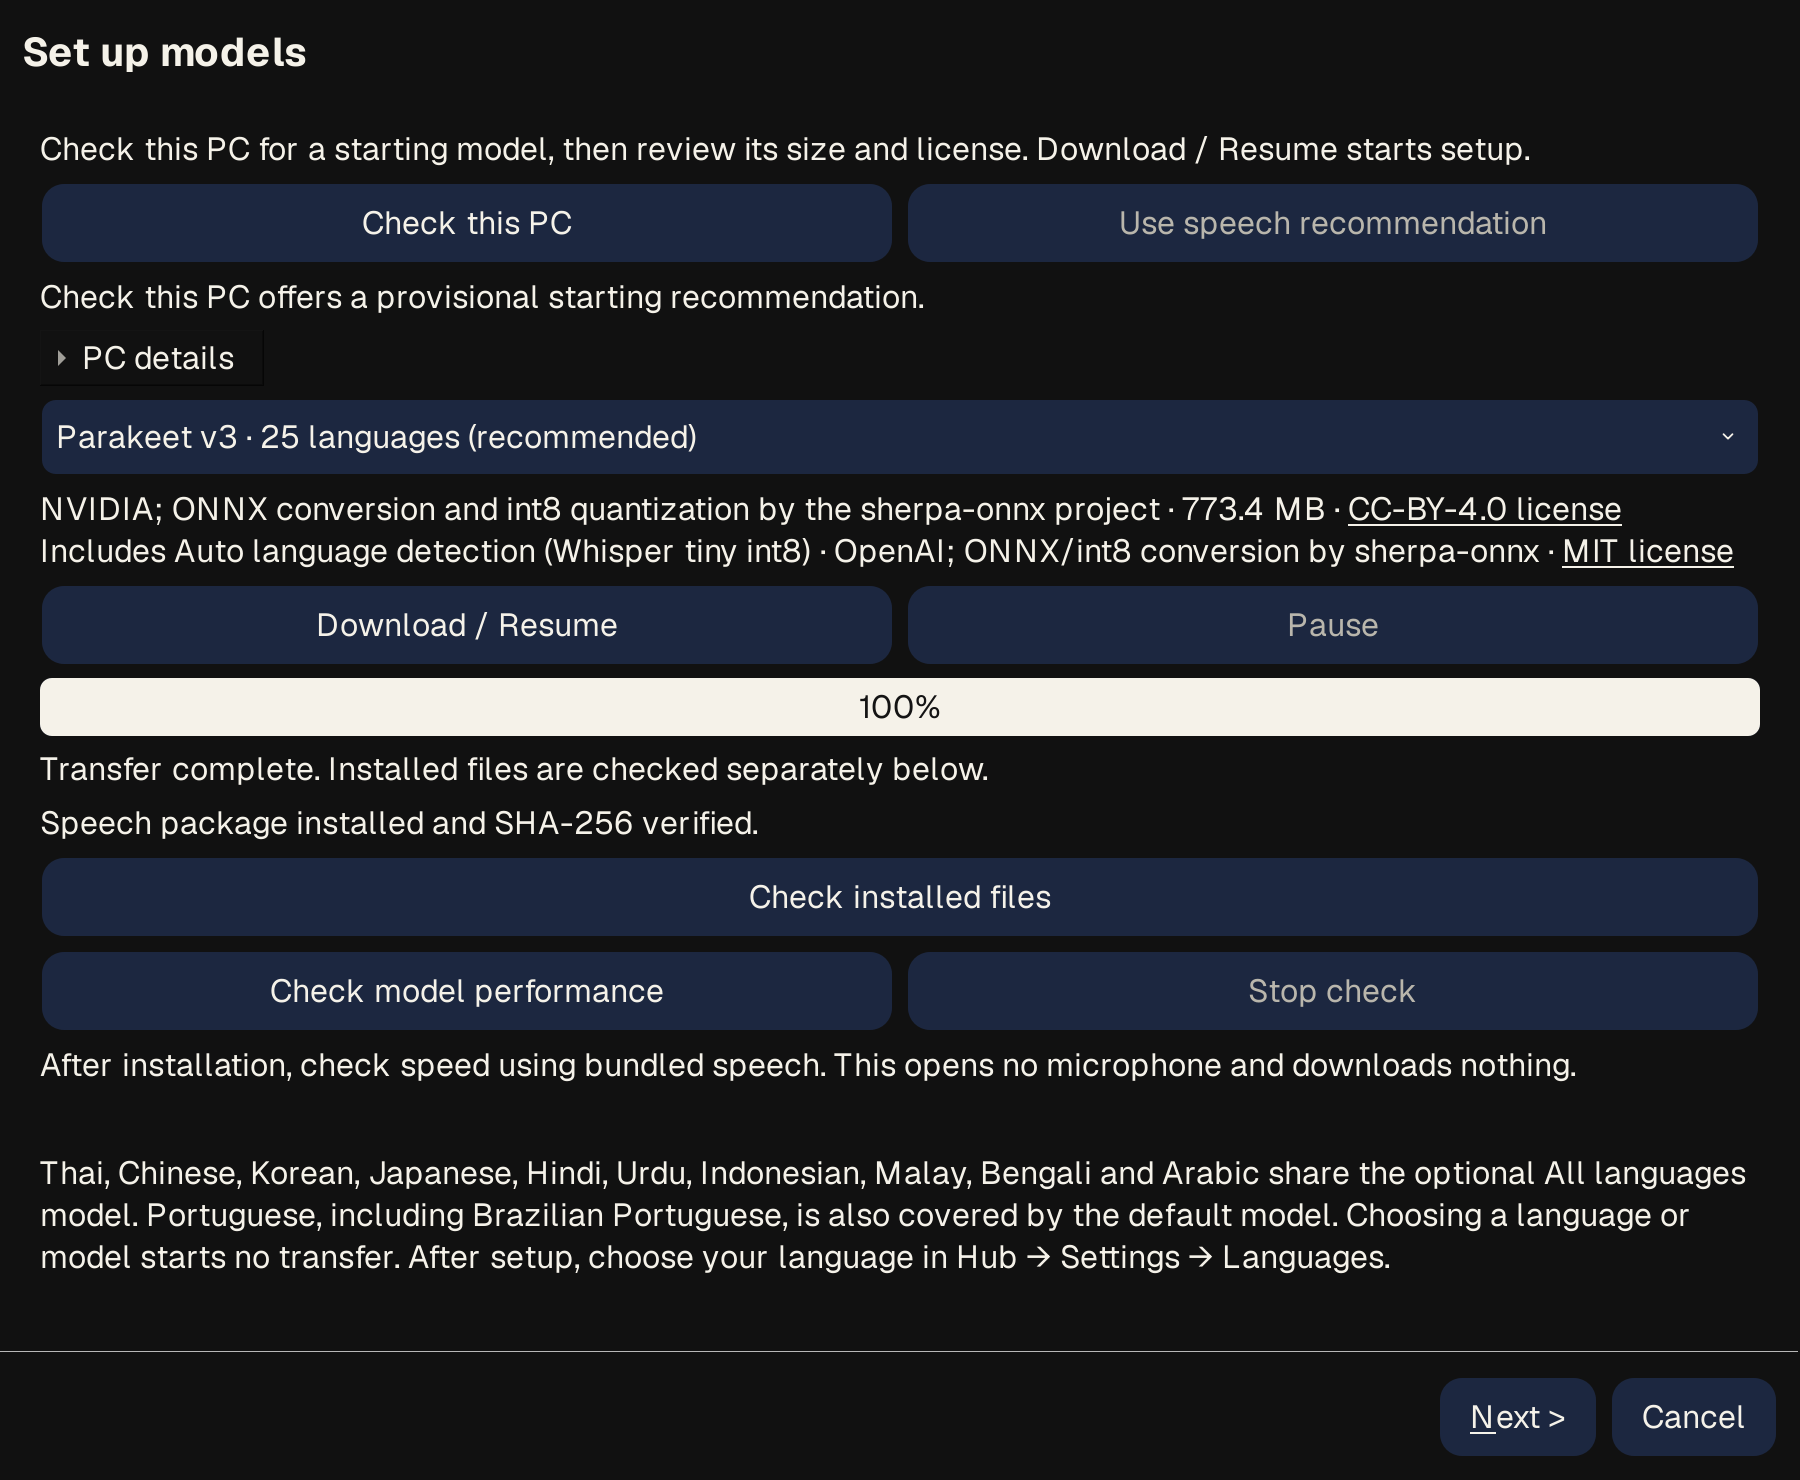 Set up models
Check this PC for a starting model, then review its size and license. Download / Resume starts setup.
Check this PC
Use speech recommendation
Check this PC offers a provisional starting recommendation.
PC details
Parakeet v3 · 25 languages (recommended)
NVIDIA; ONNX conversion and int8 quantization by the sherpa-onnx project · 773.4 MB · CC-BY-4.0 license
Includes Auto language detection (Whisper tiny int8) · OpenAI; ONNX/int8 conversion by sherpa-onnx · MIT license
Download / Resume
Pause
100%
Transfer complete. Installed files are checked separately below.
Speech package installed and SHA-256 verified.
Check installed files
Check model performance
Stop check
After installation, check speed using bundled speech. This opens no microphone and downloads nothing.
Thai, Chinese, Korean, Japanese, Hindi, Urdu, Indonesian, Malay, Bengali and Arabic share the optional All languages
model. Portuguese, including Brazilian Portuguese, is also covered by the default model. Choosing a language or
model starts no transfer. After setup, choose your language in Hub → Settings → Languages.
Next >
Cancel